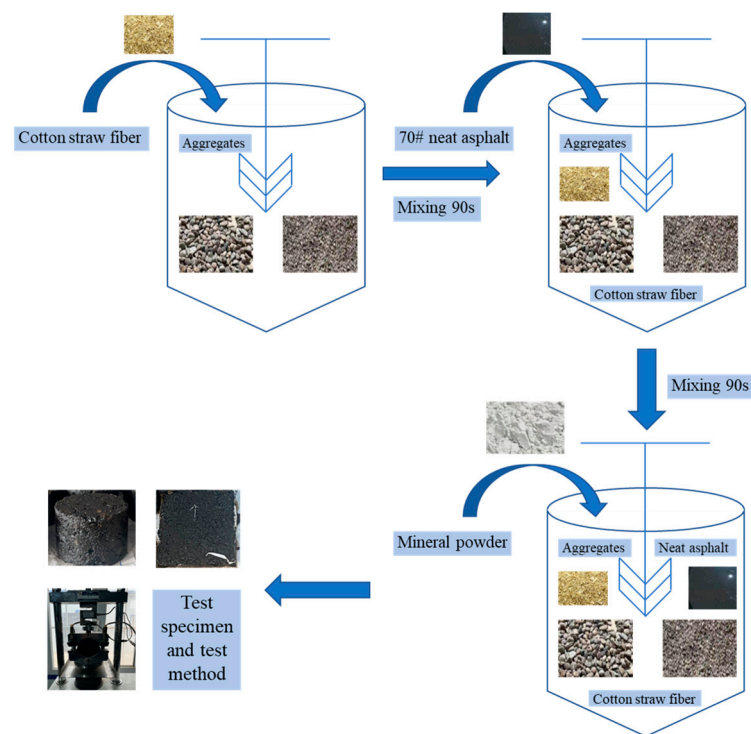 Cotton straw fiber
Aggregates
70# neat asphalt
Mixing 90s
Aggregates
Cotton straw fiber
Mixing 90s
Mineral powder
Aggregates
Neat asphalt
Cotton straw fiber
Test
specimen
and test
method